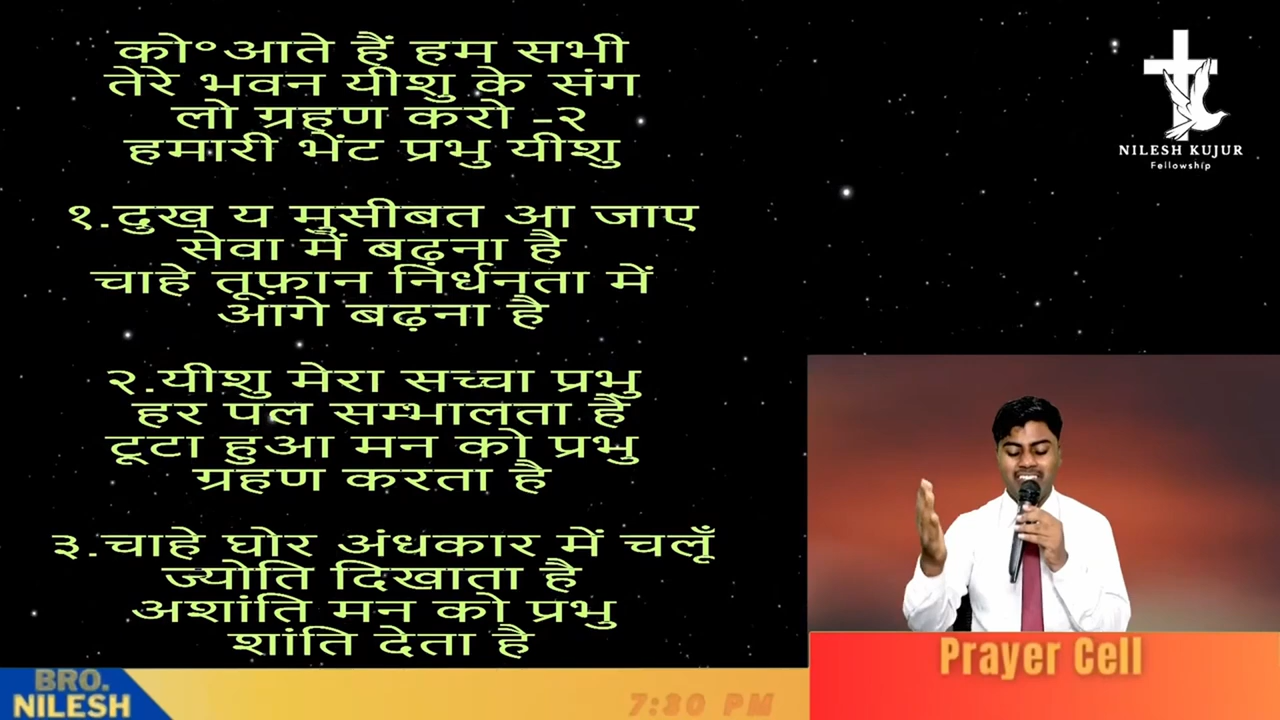 को°आते हैं हम सभी
तेरे भवन यीशु के संग
लो ग्रहण करो -२
हमारी भेंट प्रभु यीशु
१.दुख य मुसीबत आ जाए
सेवा में बढ़ना है
चाहे तूफ़ान निर्धनता में
आगे बढ़ना है
२.यीशु मेरा सच्चा प्रभु
हर पल सम्भालता है
टूटा हुआ मन को प्रभु
ग्रहण करता है
३.चाहे घोर अंधकार में चलूँ
ज्योति दिखाता है
अशांति मन को प्रभु
शांति देता है
NILESH KUJUR
Fellowship
Prayer Cell
BRO.
NILESH
7:30 PM